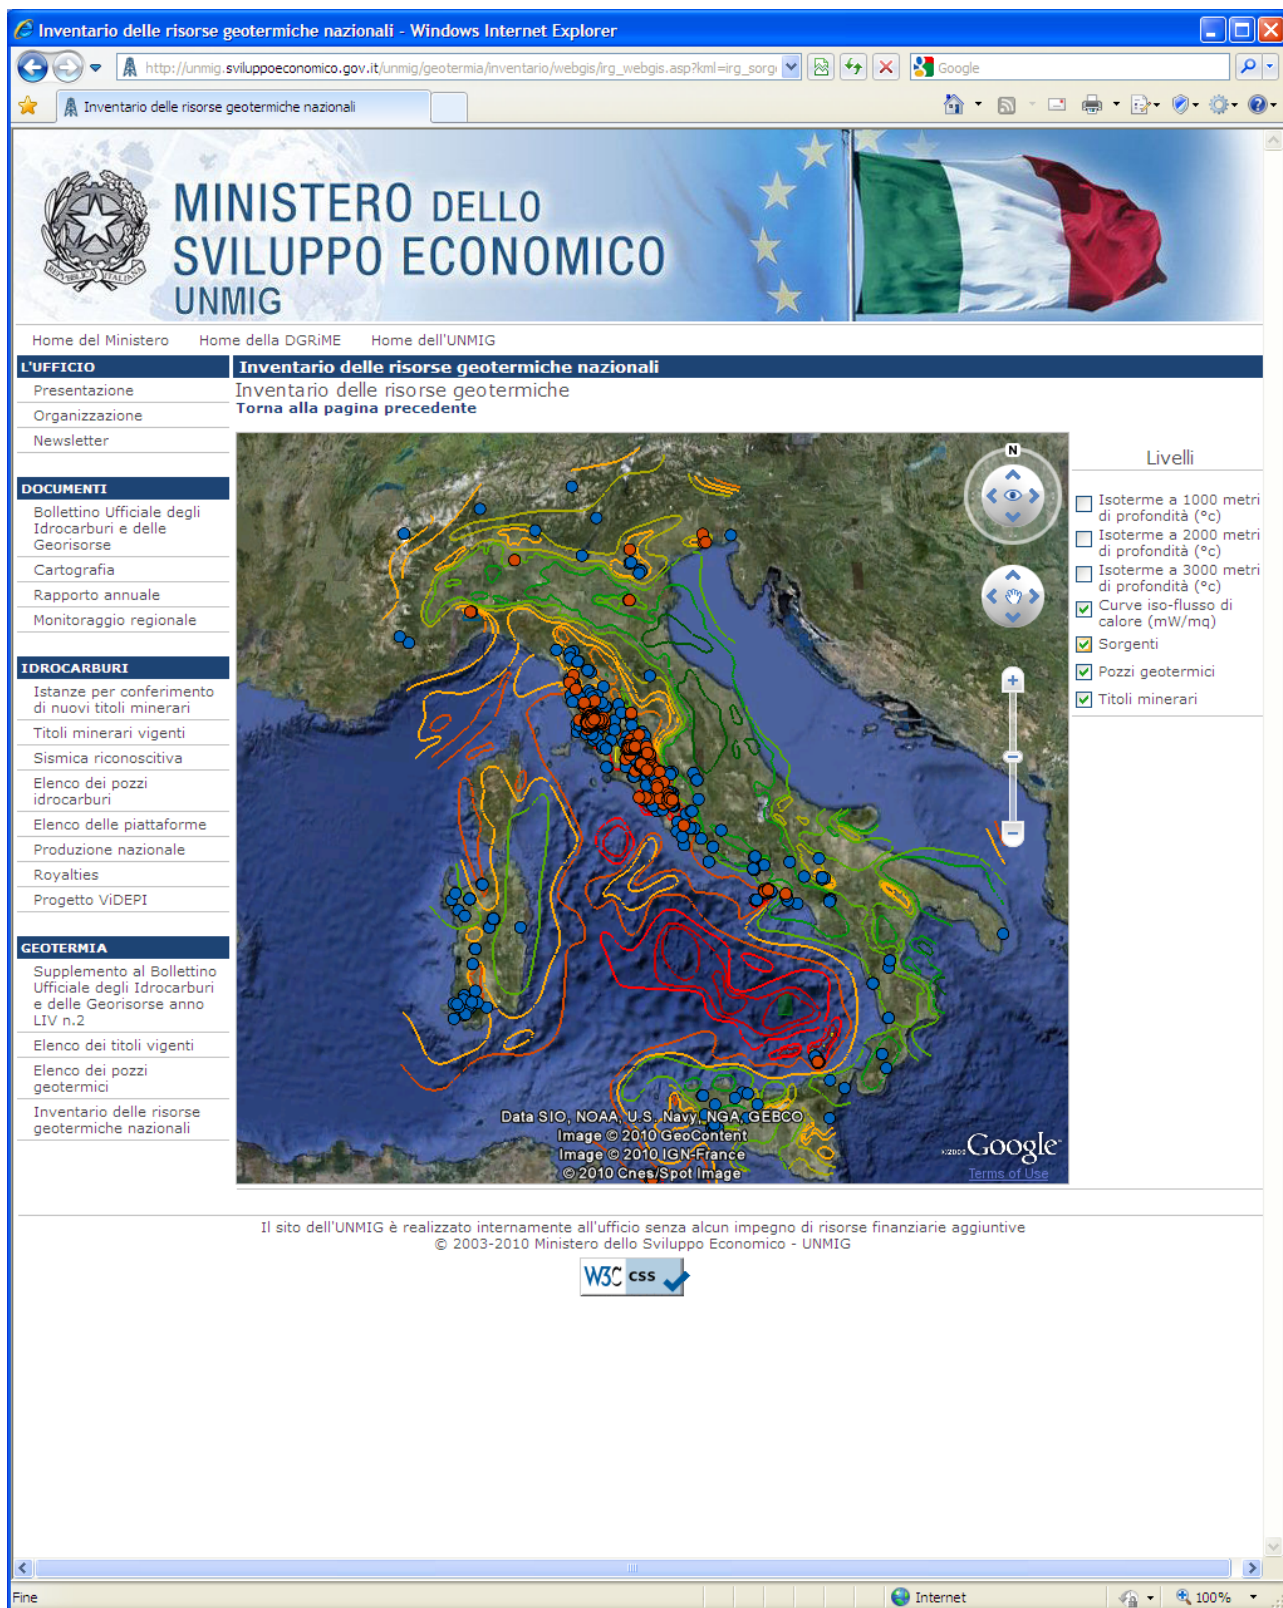 Inventario delle risorse geotermiche nazionali - Windows Internet Explorer
http://unmig.sviluppoeconomico.gov.it/unmig/geotermia/inventario/webgis/irg_webgis.asp?kml=irg_sorg
Google
Inventario delle risorse geotermiche nazionali
MINISTERO DELLO
SVILUPPO ECONOMICO
UNMIG
REPVBBLICA ITALIANA
Home del Ministero
Home della DGRiME
Home dell'UNMIG
L'UFFICIO
Presentazione
Organizzazione
Newsletter
DOCUMENTI
Bollettino Ufficiale degli
Idrocarburi e delle
Georisorse
Cartografia
Rapporto annuale
Monitoraggio regionale
IDROCARBURI
Istanze per conferimento
di nuovi titoli minerari
Titoli minerari vigenti
Sismica riconoscitiva
Elenco dei pozzi
idrocarburi
Elenco delle piattaforme
Produzione nazionale
Royalties
Progetto ViDEPI
GEOTERMIA
Supplemento al Bollettino
Ufficiale degli Idrocarburi
e delle Georisorse anno
LIV n.2
Elenco dei titoli vigenti
Elenco dei pozzi
geotermici
Inventario delle risorse
geotermiche nazionali
Inventario delle risorse geotermiche nazionali
Inventario delle risorse geotermiche
Torna alla pagina precedente
N
Data SIO, NOAA, U.S. Navy, NGA, GEBCO
Image © 2010 GeoContent
Image © 2010 IGN-France
© 2010 Cnes/Spot Image
Google
Terms of Use
Livelli
Isoterme a 1000 metri
di profondità (°c)
Isoterme a 2000 metri
di profondità (°c)
Isoterme a 3000 metri
di profondità (°c)
Curve iso-flusso di
calore (mW/mq)
Sorgenti
Pozzi geotermici
Titoli minerari
Il sito dell'UNMIG è realizzato internamente all'ufficio senza alcun impegno di risorse finanziarie aggiuntive
© 2003-2010 Ministero dello Sviluppo Economico - UNMIG
W3C css
Fine
Internet
100%